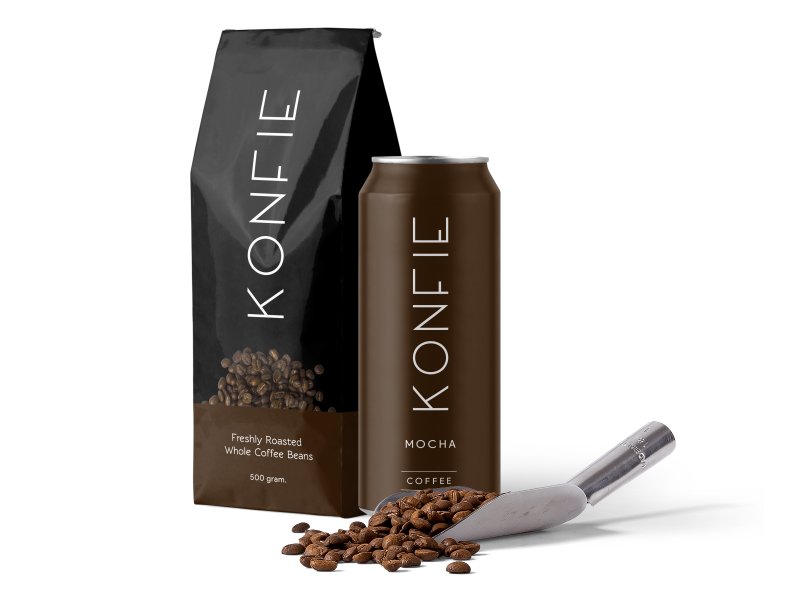 KONFIE
Freshly Roasted
Whole Coffee Beans
500 gram.
KONFIE
MOCHA
COFFEE